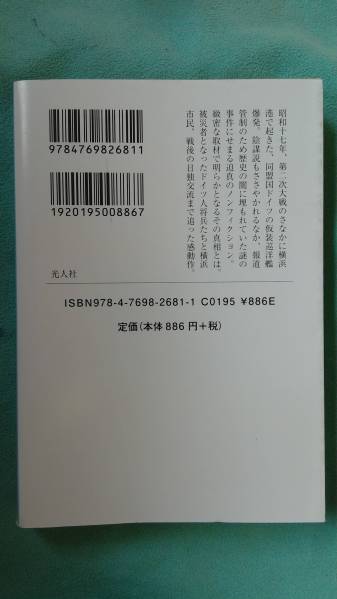 昭和十七年、第二次大戦のさなかに横浜
港で起きた、同盟国ドイツの仮装巡洋艦
爆発。陰謀説もささやかれるなか、報道
管制のため歴史の闇に埋もれていた謎の
事件にせまる迫真のノンフィクション。
緻密な取材で明らかとなるその真相とは。
被災者となったドイツ人将兵たちと横浜
市民、戦後の日独交流まで追った感動作。
光人社
9784769826811
1920195008867
ISBN978-4-7698-2681-1 C0195 ¥886E
定価(本体 886 円+税)